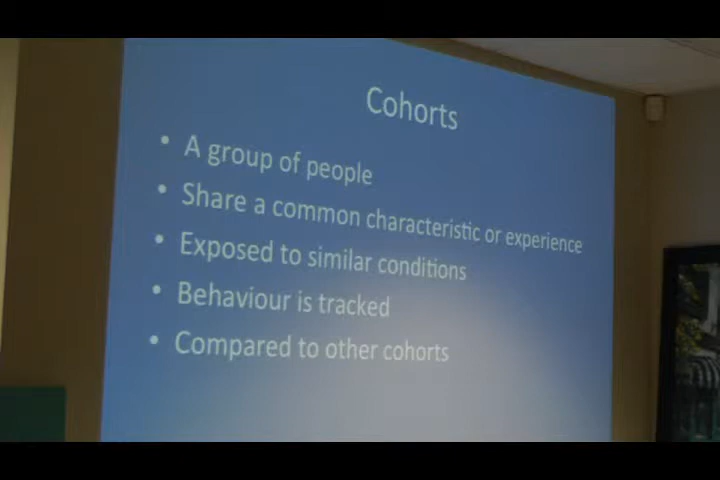 Cohorts
• A group of people
• Share a common characteristic or experience
• Exposed to similar conditions
• Behaviour is tracked
• Compared to other cohorts